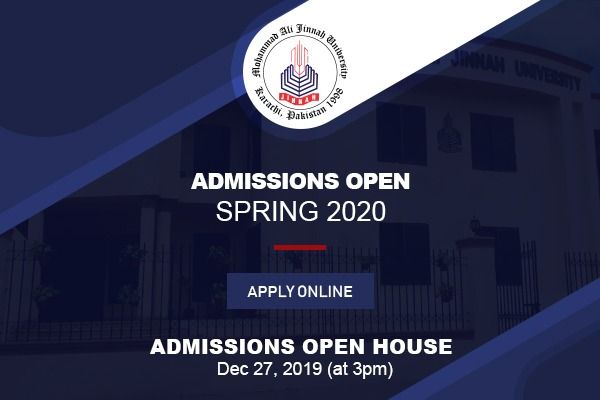 Mohammad Ali Jinnah University
JINNAH
Karachi, Pakistan 1998
JINNAH UNIVERSITY
ADMISSIONS OPEN
SPRING 2020
APPLY ONLINE
ADMISSIONS OPEN HOUSE
Dec 27, 2019 (at 3pm)